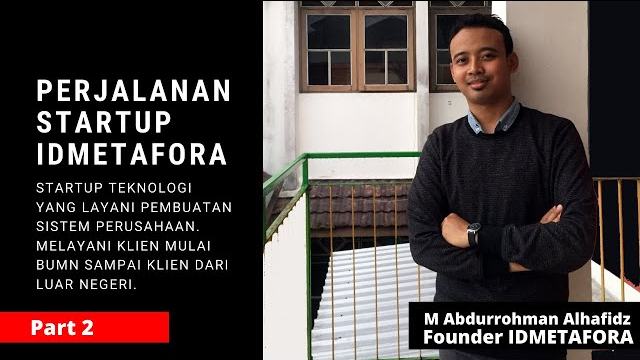 PERJALANAN
STARTUP
IDMETAFORA
STARTUP TEKNOLOGI
YANG LAYANI PEMBUATAN
SISTEM PERUSAHAAN.
MELAYANI KLIEN MULAI
BUMN SAMPAI KLIEN DARI
LUAR NEGERI.
Part 2
M Abdurrohman Alhafidz
Founder IDMETAFORA